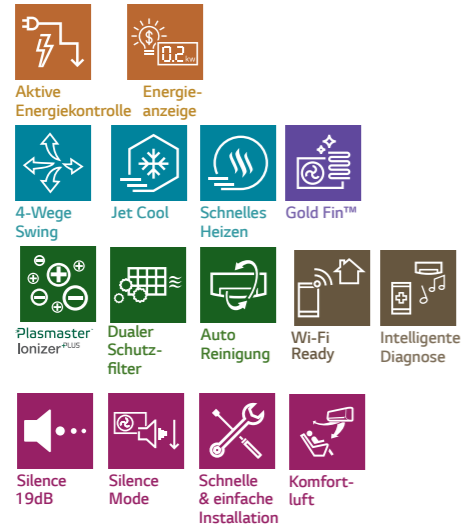 0.2 kw
Aktive
Energiekontrolle
Energie-
anzeige
4-Wege
Swing
Jet Cool
Schnelles
Heizen
Gold Fin™
Plasmaster™
Ionizer PLUS
Dualer
Schutz-
filter
Auto
Reinigung
Wi-Fi
Ready
Intelligente
Diagnose
Silence
19dB
Silence
Mode
Schnelle
& einfache
Installation
Komfort-
luft